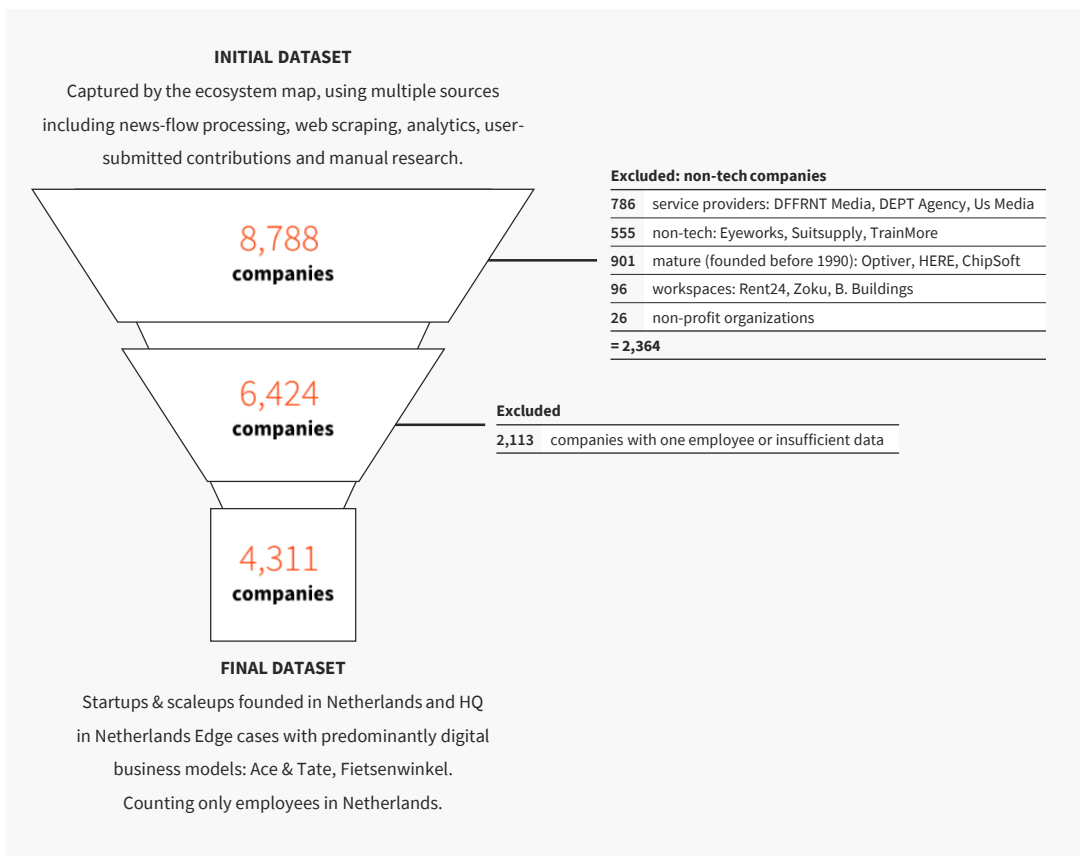 INITIAL DATASET
Captured by the ecosystem map, using multiple sources
including news-flow processing, web scraping, analytics, user-
submitted contributions and manual research.
8,788
companies
Excluded: non-tech companies
786 service providers: DFFRNT Media, DEPT Agency, Us Media
555 non-tech: Eyeworks, Suitsupply, TrainMore
901 mature (founded before 1990): Optiver, HERE, ChipSoft
96 workspaces: Rent24, Zoku, B. Buildings
26 non-profit organizations
= 2,364
6,424
companies
Excluded
2,113 companies with one employee or insufficient data
4,311
companies
FINAL DATASET
Startups & scaleups founded in Netherlands and HQ
in Netherlands Edge cases with predominantly digital
business models: Ace & Tate, Fietsenwinkel.
Counting only employees in Netherlands.